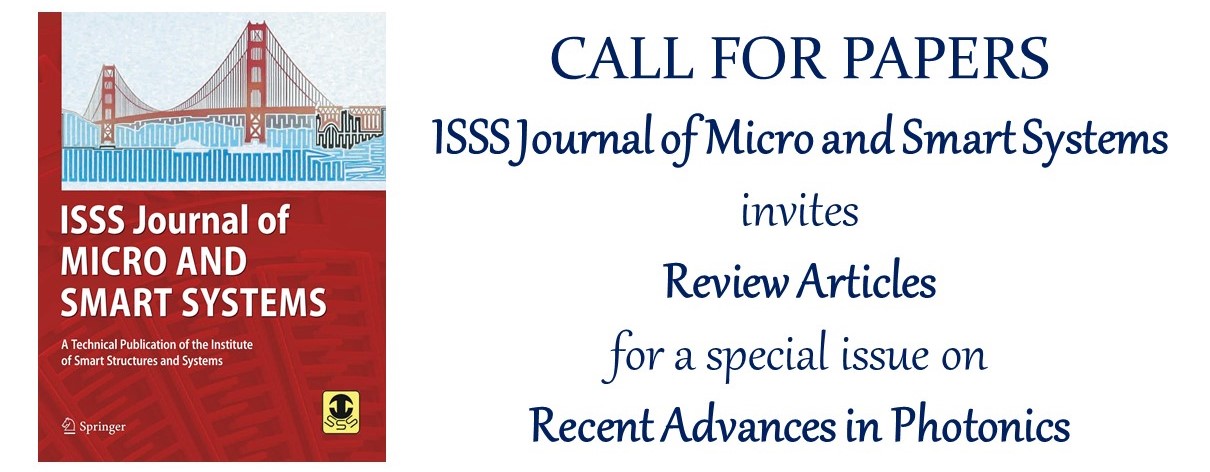 ISSS Journal of
MICRO AND
SMART SYSTEMS
A Technical Publication of the Institute
of Smart Structures and Systems
Springer
ISSS
CALL FOR PAPERS
ISSS Journal of Micro and Smart Systems
invites
Review Articles
for a special issue on
Recent Advances in Photonics